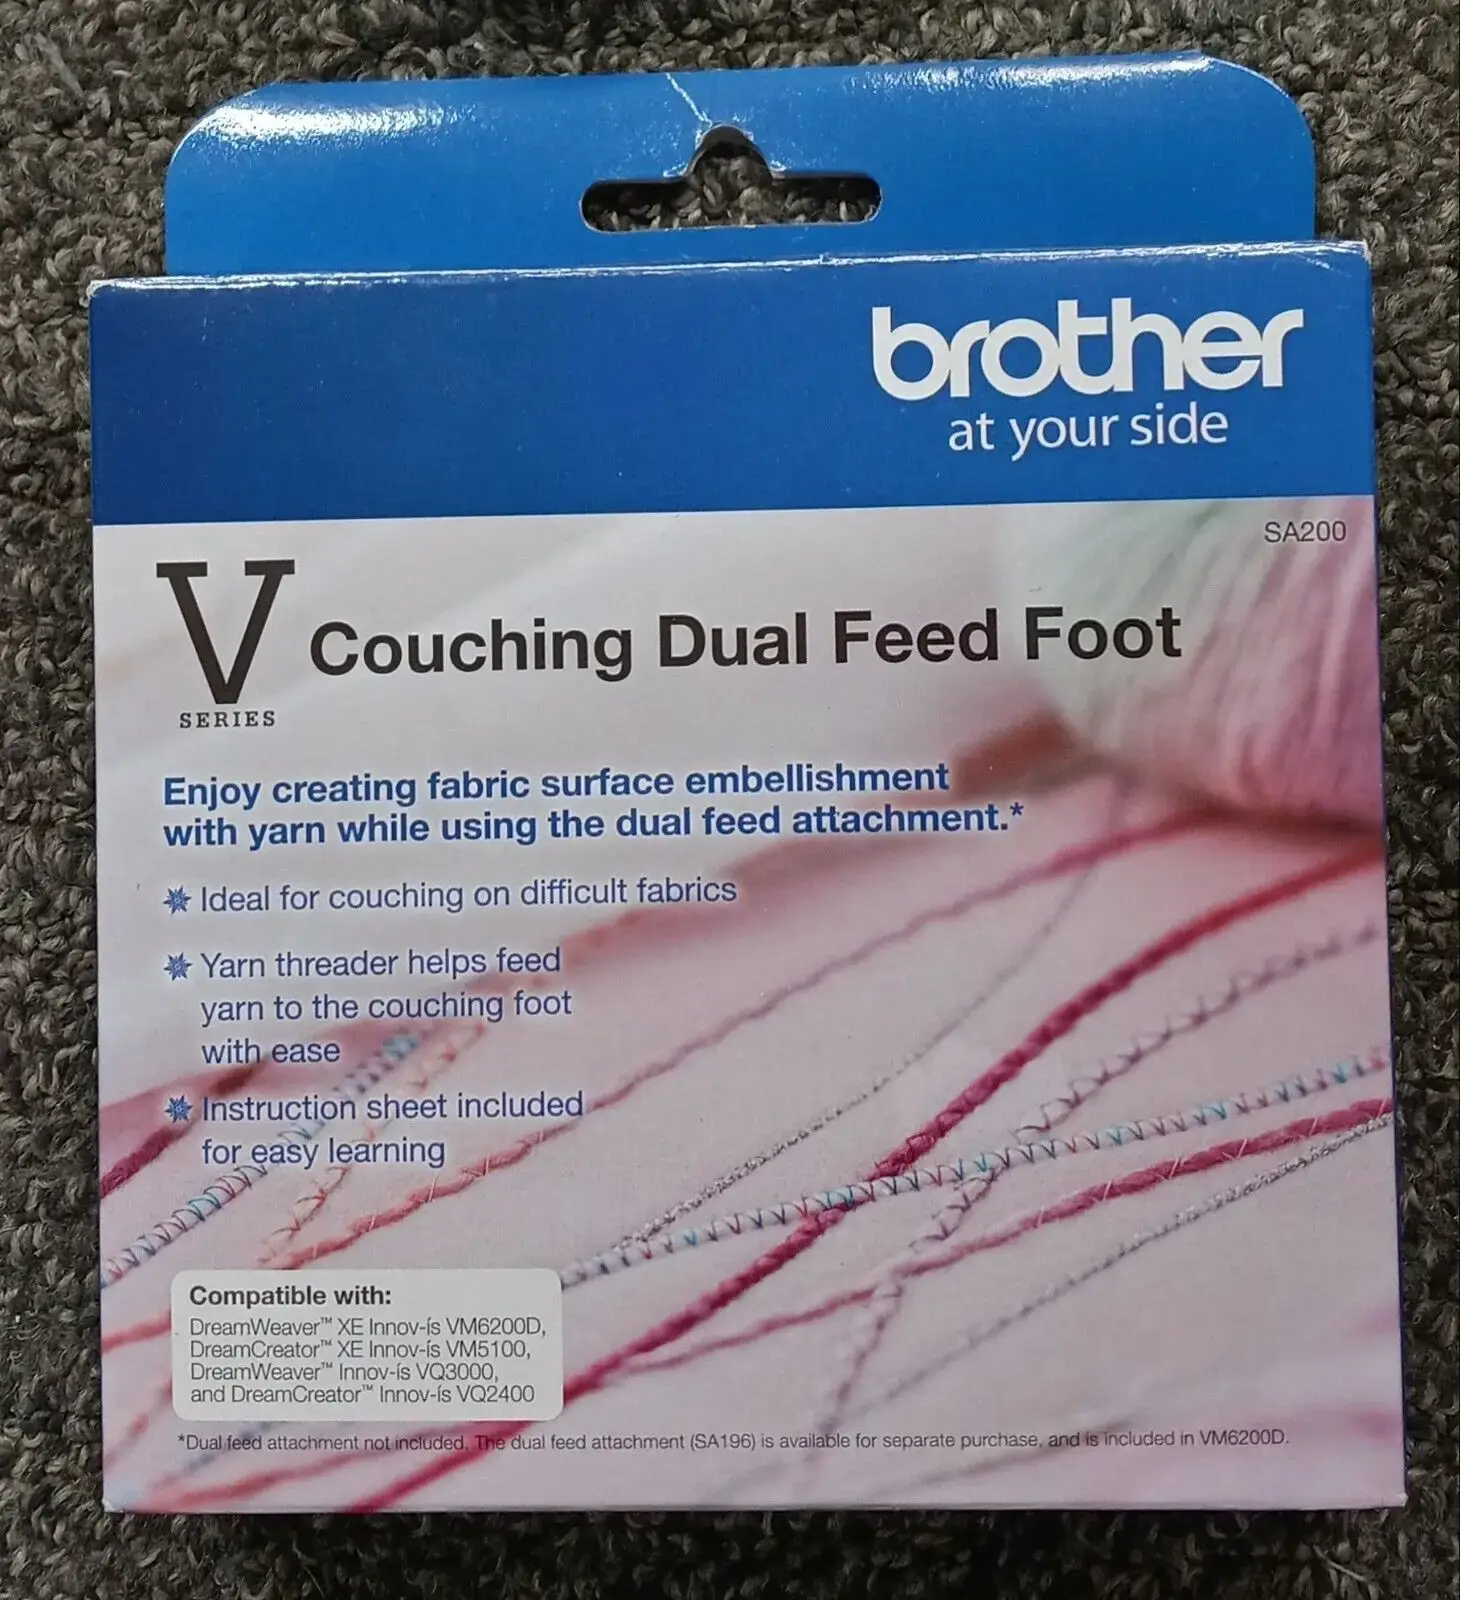 brother
at your side
SA200
V
SERIES
Couching Dual Feed Foot
Enjoy creating fabric surface embellishment
with yarn while using the dual feed attachment.*
Ideal for couching on difficult fabrics
Yarn threader helps feed
yarn to the couching foot
with ease
Instruction sheet included
for easy learning
Compatible with:
DreamWeaver™ XE Innov-ís VM6200D,
DreamCreator™ XE Innov-ís VM5100,
DreamWeaver™ Innov-ís VQ3000,
and DreamCreator™ Innov-ís VQ2400
*Dual feed attachment not included. The dual feed attachment (SA196) is available for separate purchase, and is included in VM6200D.